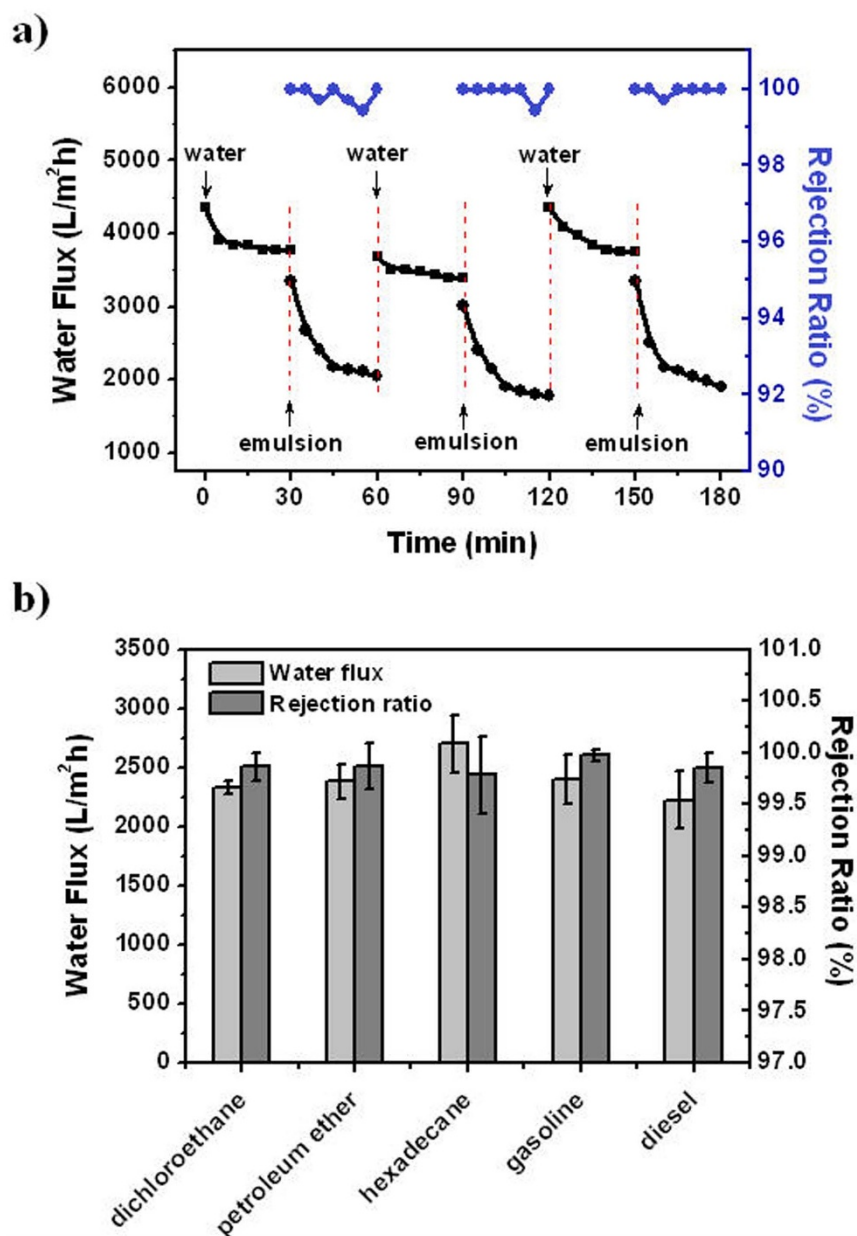 a)
Water Flux (L/m²h)
6000
5000
4000
3000
2000
1000
water
water
water
emulsion
emulsion
emulsion
0
30
60
90
120
150
180
Time (min)
100
98
96
94
92
90
Rejection Ratio (%)
b)
Water Flux (L/m²h)
3500
3000
2500
2000
1500
1000
500
0
Water flux
Rejection ratio
101.0
100.5
100.0
99.5
99.0
98.5
98.0
97.5
97.0
Rejection Ratio (%)
dichloroethane
petroleum ether
hexadecane
gasoline
diesel